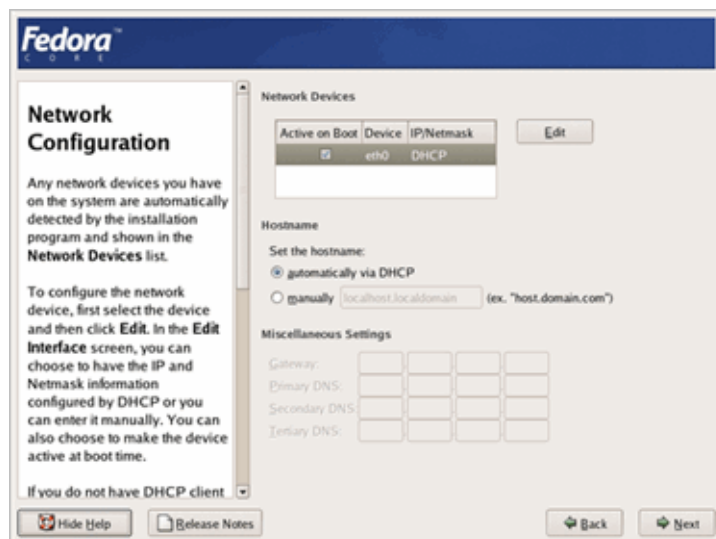 Fedora™
CORE
Network
Configuration
Any network devices you have
on the system are automatically
detected by the installation
program and shown in the
Network Devices list.
To configure the network
device, first select the device
and then click Edit. In the Edit
Interface screen, you can
choose to have the IP and
Netmask information
configured by DHCP or you
can enter it manually. You can
also choose to make the device
active at boot time.
If you do not have DHCP client
Network Devices
Active on Boot Device IP/Netmask
eth0 DHCP
Edit
Hostname
Set the hostname:
automatically via DHCP
manually localhost.localdomain (ex. "host.domain.com")
Miscellaneous Settings
Gateway:
Primary DNS:
Secondary DNS:
Tertiary DNS:
Hide Help
Release Notes
Back
Next